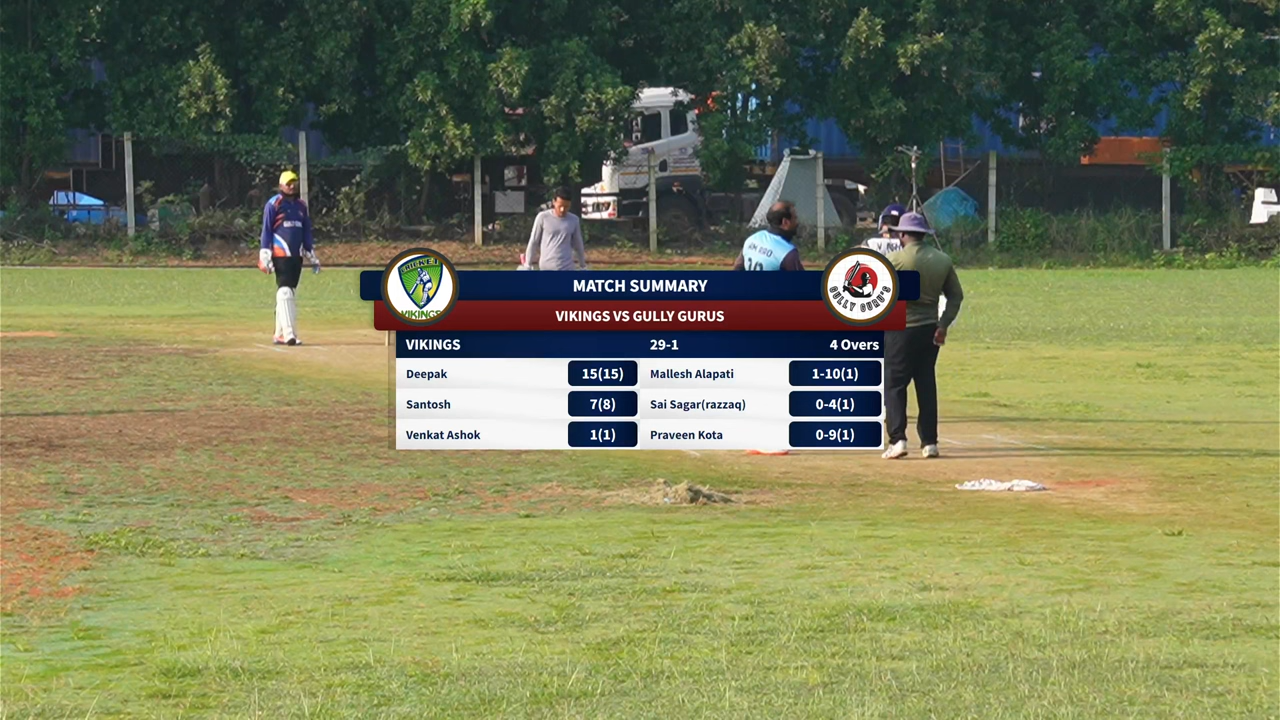 MATCH SUMMARY
VIKINGS VS GULLY GURUS
CRICKET
VIKINGS
GULLY GURU'S
VIKINGS 29-1 4 Overs
Deepak 15(15) Mallesh Alapati 1-10(1)
Santosh 7(8) Sai Sagar(razzaq) 0-4(1)
Venkat Ashok 1(1) Praveen Kota 0-9(1)